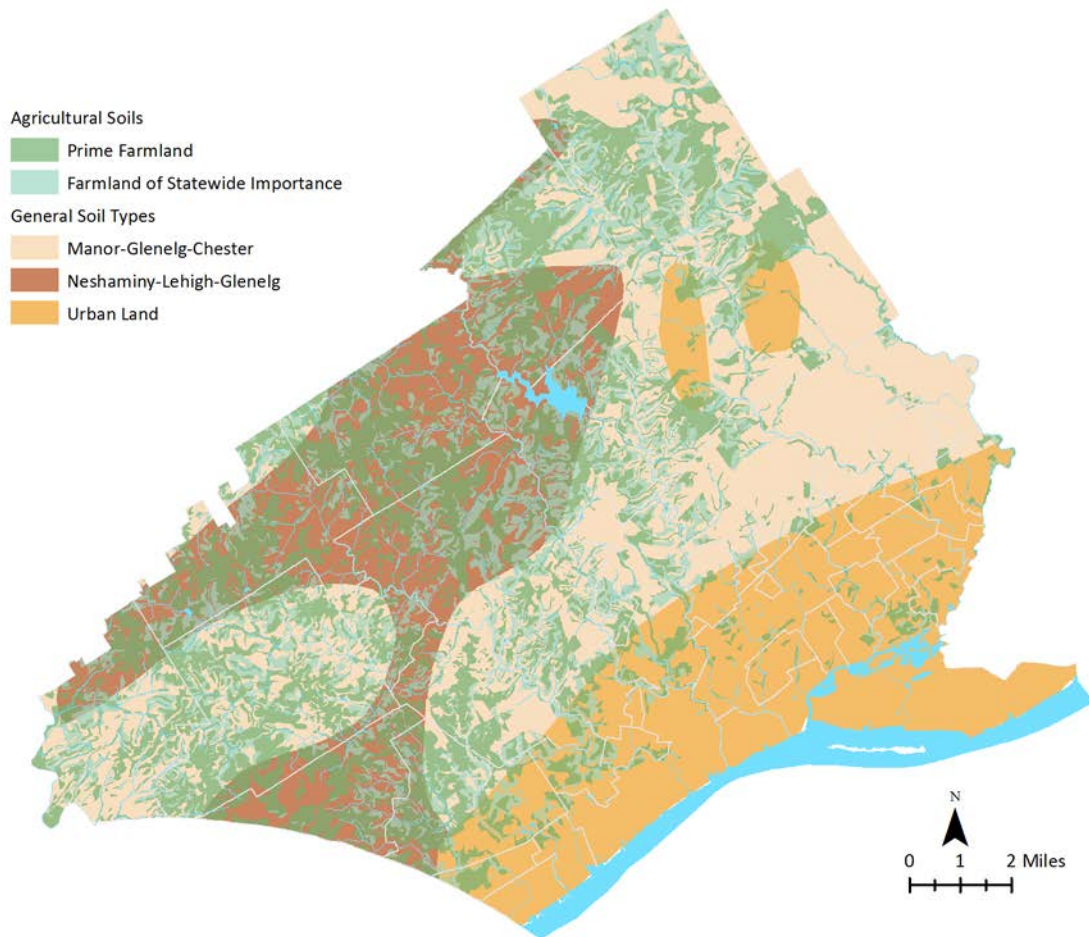 Agricultural Soils
Prime Farmland
Farmland of Statewide Importance
General Soil Types
Manor-Glenelg-Chester
Neshaminy-Lehigh-Glenelg
Urban Land
N
0 1 2 Miles